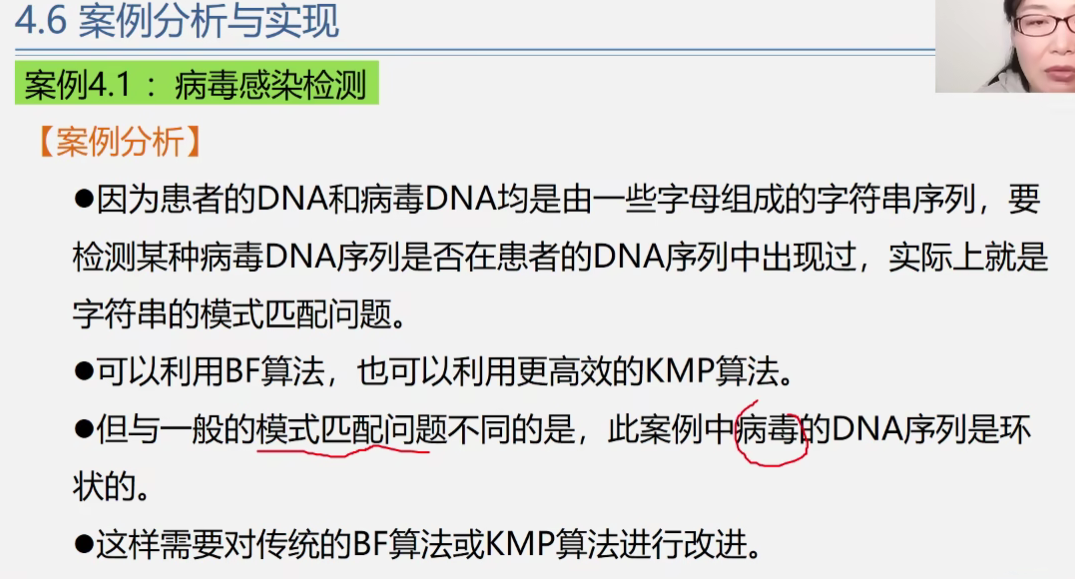 4.6 案例分析与实现
案例4.1 ：病毒感染检测
【案例分析】
●因为患者的DNA和病毒DNA均是由一些字母组成的字符串序列，要
检测某种病毒DNA序列是否在患者的DNA序列中出现过，实际上就是
字符串的模式匹配问题。
●可以利用BF算法，也可以利用更高效的KMP算法。
●但与一般的模式匹配问题不同的是，此案例中病毒的DNA序列是环
状的。
●这样需要对传统的BF算法或KMP算法进行改进。